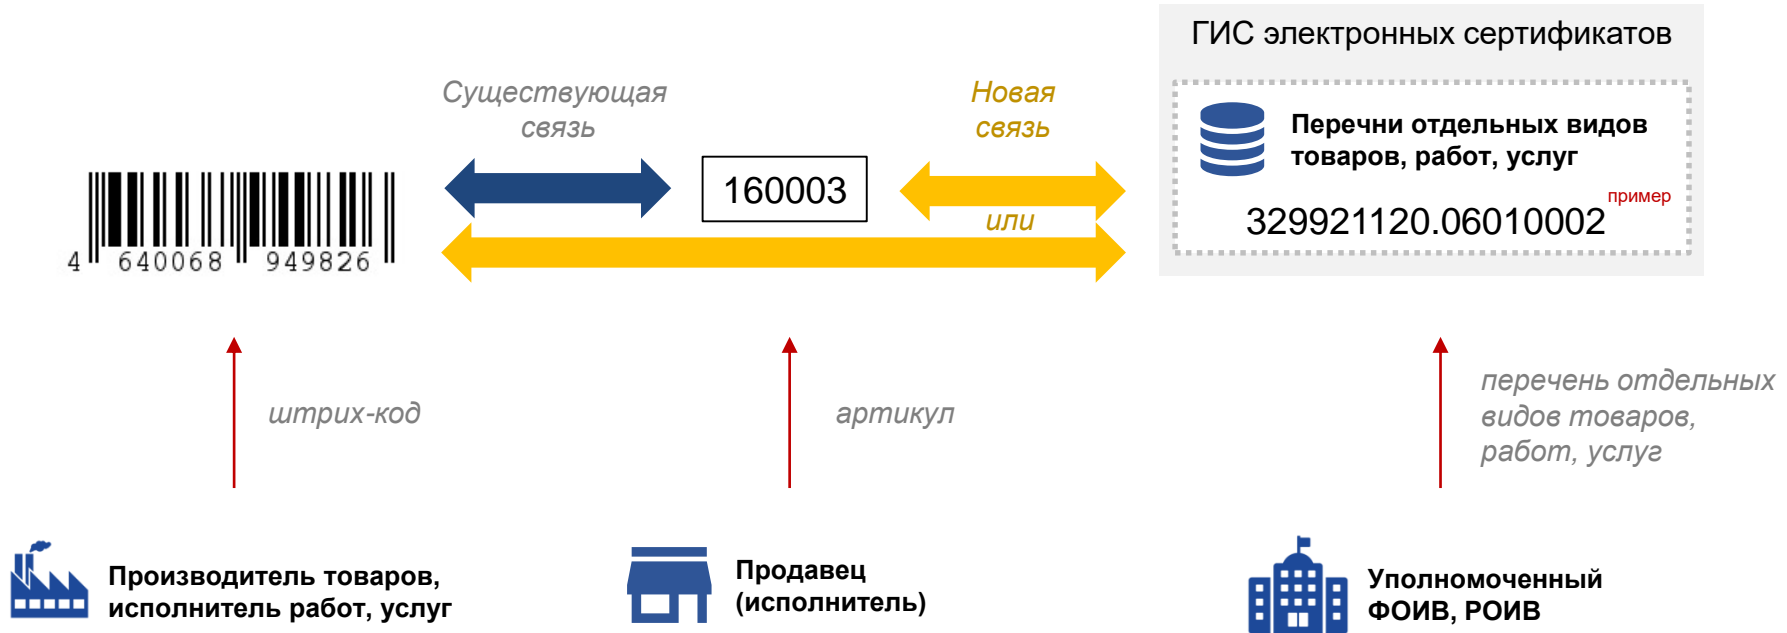 ГИС электронных сертификатов
Существующая
связь
Новая
связь
Перечни отдельных видов
товаров, работ, услуг
160003
или
пример
329921120.06010002
4 640068 949826
штрих-код
артикул
перечень отдельных
видов товаров,
работ, услуг
Производитель товаров,
исполнитель работ, услуг
Продавец
(исполнитель)
Уполномоченный
ФОИВ, РОИВ